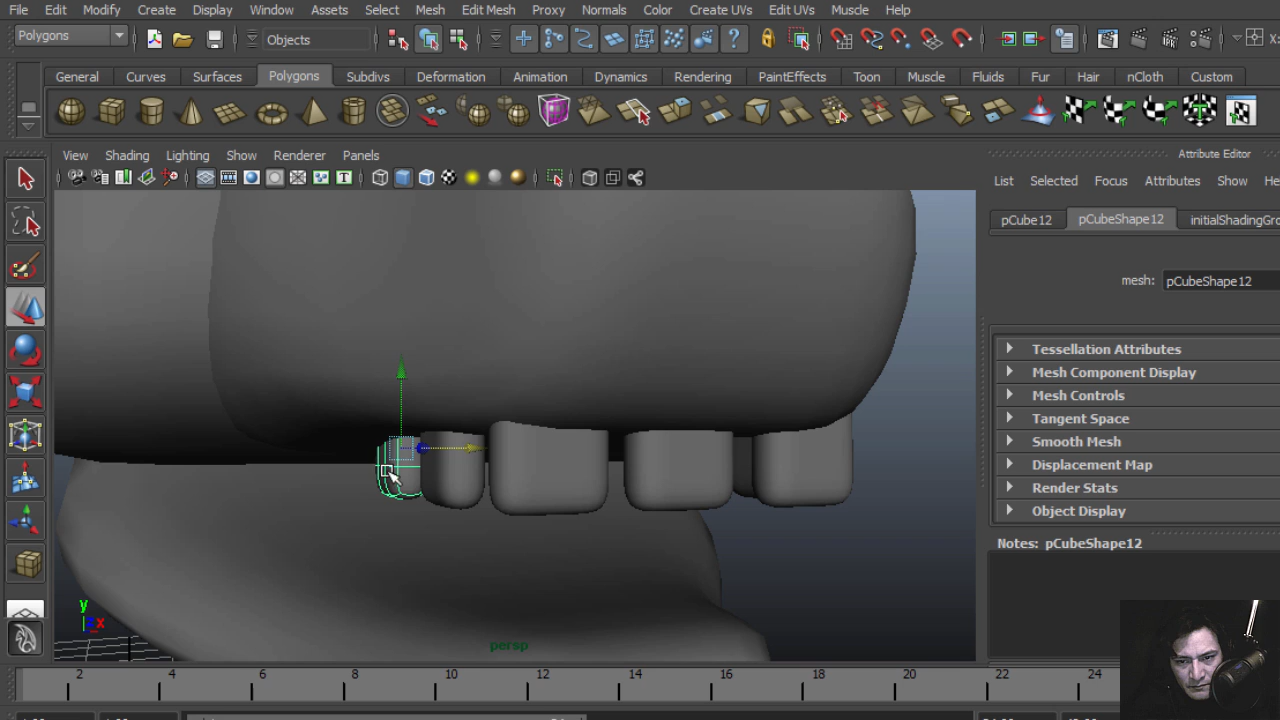 File Edit Modify Create Display Window Assets Select Mesh Edit Mesh Proxy Normals Color Create UVs Edit UVs Muscle Help
Polygons Objects X:
General Curves Surfaces Polygons Subdivs Deformation Animation Dynamics Rendering PaintEffects Toon Muscle Fluids Fur Hair nCloth Custom
View Shading Lighting Show Renderer Panels
Attribute Editor
List Selected Focus Attributes Show He
pCube12 pCubeShape12 initialShadingGro
mesh: pCubeShape12
Tessellation Attributes
Mesh Component Display
Mesh Controls
Tangent Space
Smooth Mesh
Displacement Map
Render Stats
Object Display
Notes: pCubeShape12
y
z x
persp
2 4 6 8 10 12 14 16 18 20 22 24